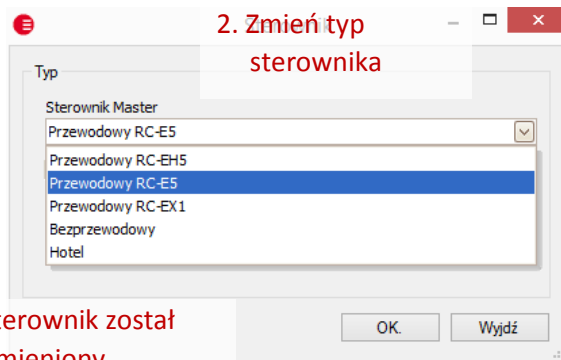 2. Zmień typ
sterownika
Typ
Sterownik Master
Przewodowy RC-E5
Przewodowy RC-EH5
Przewodowy RC-E5
Przewodowy RC-EX1
Bezprzewodowy
Hotel
terownik został
mieniony
OK.
Wyjdź